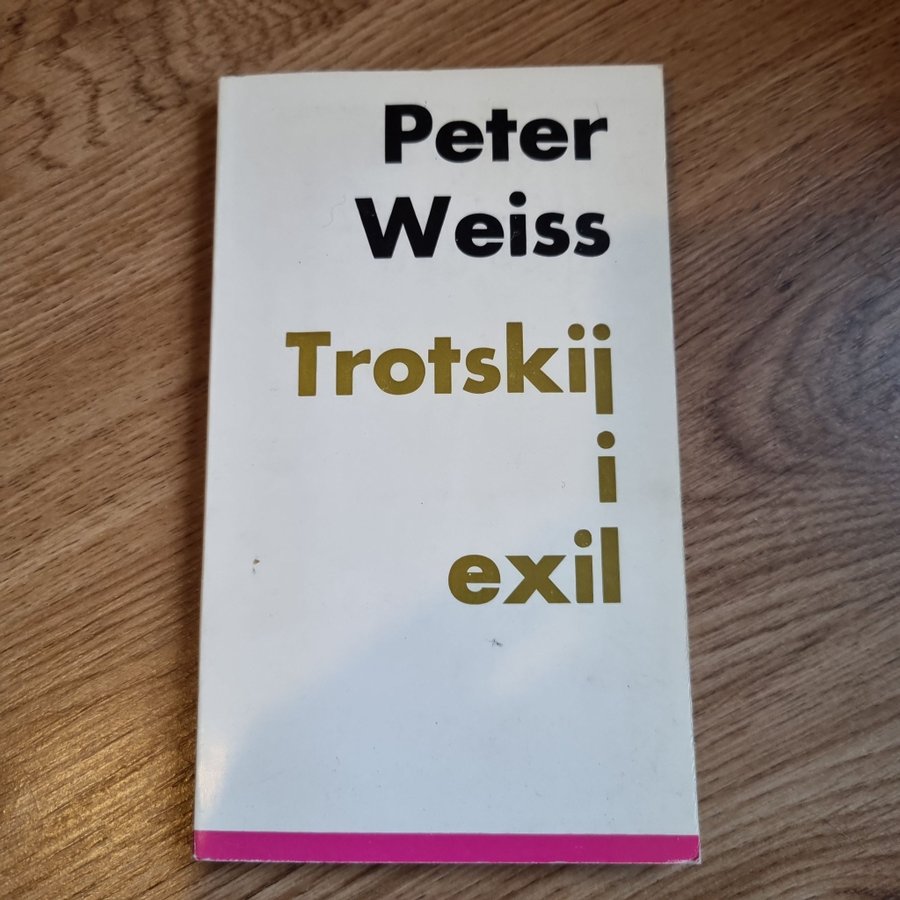 Peter
Weiss
Trotskij
i
exil